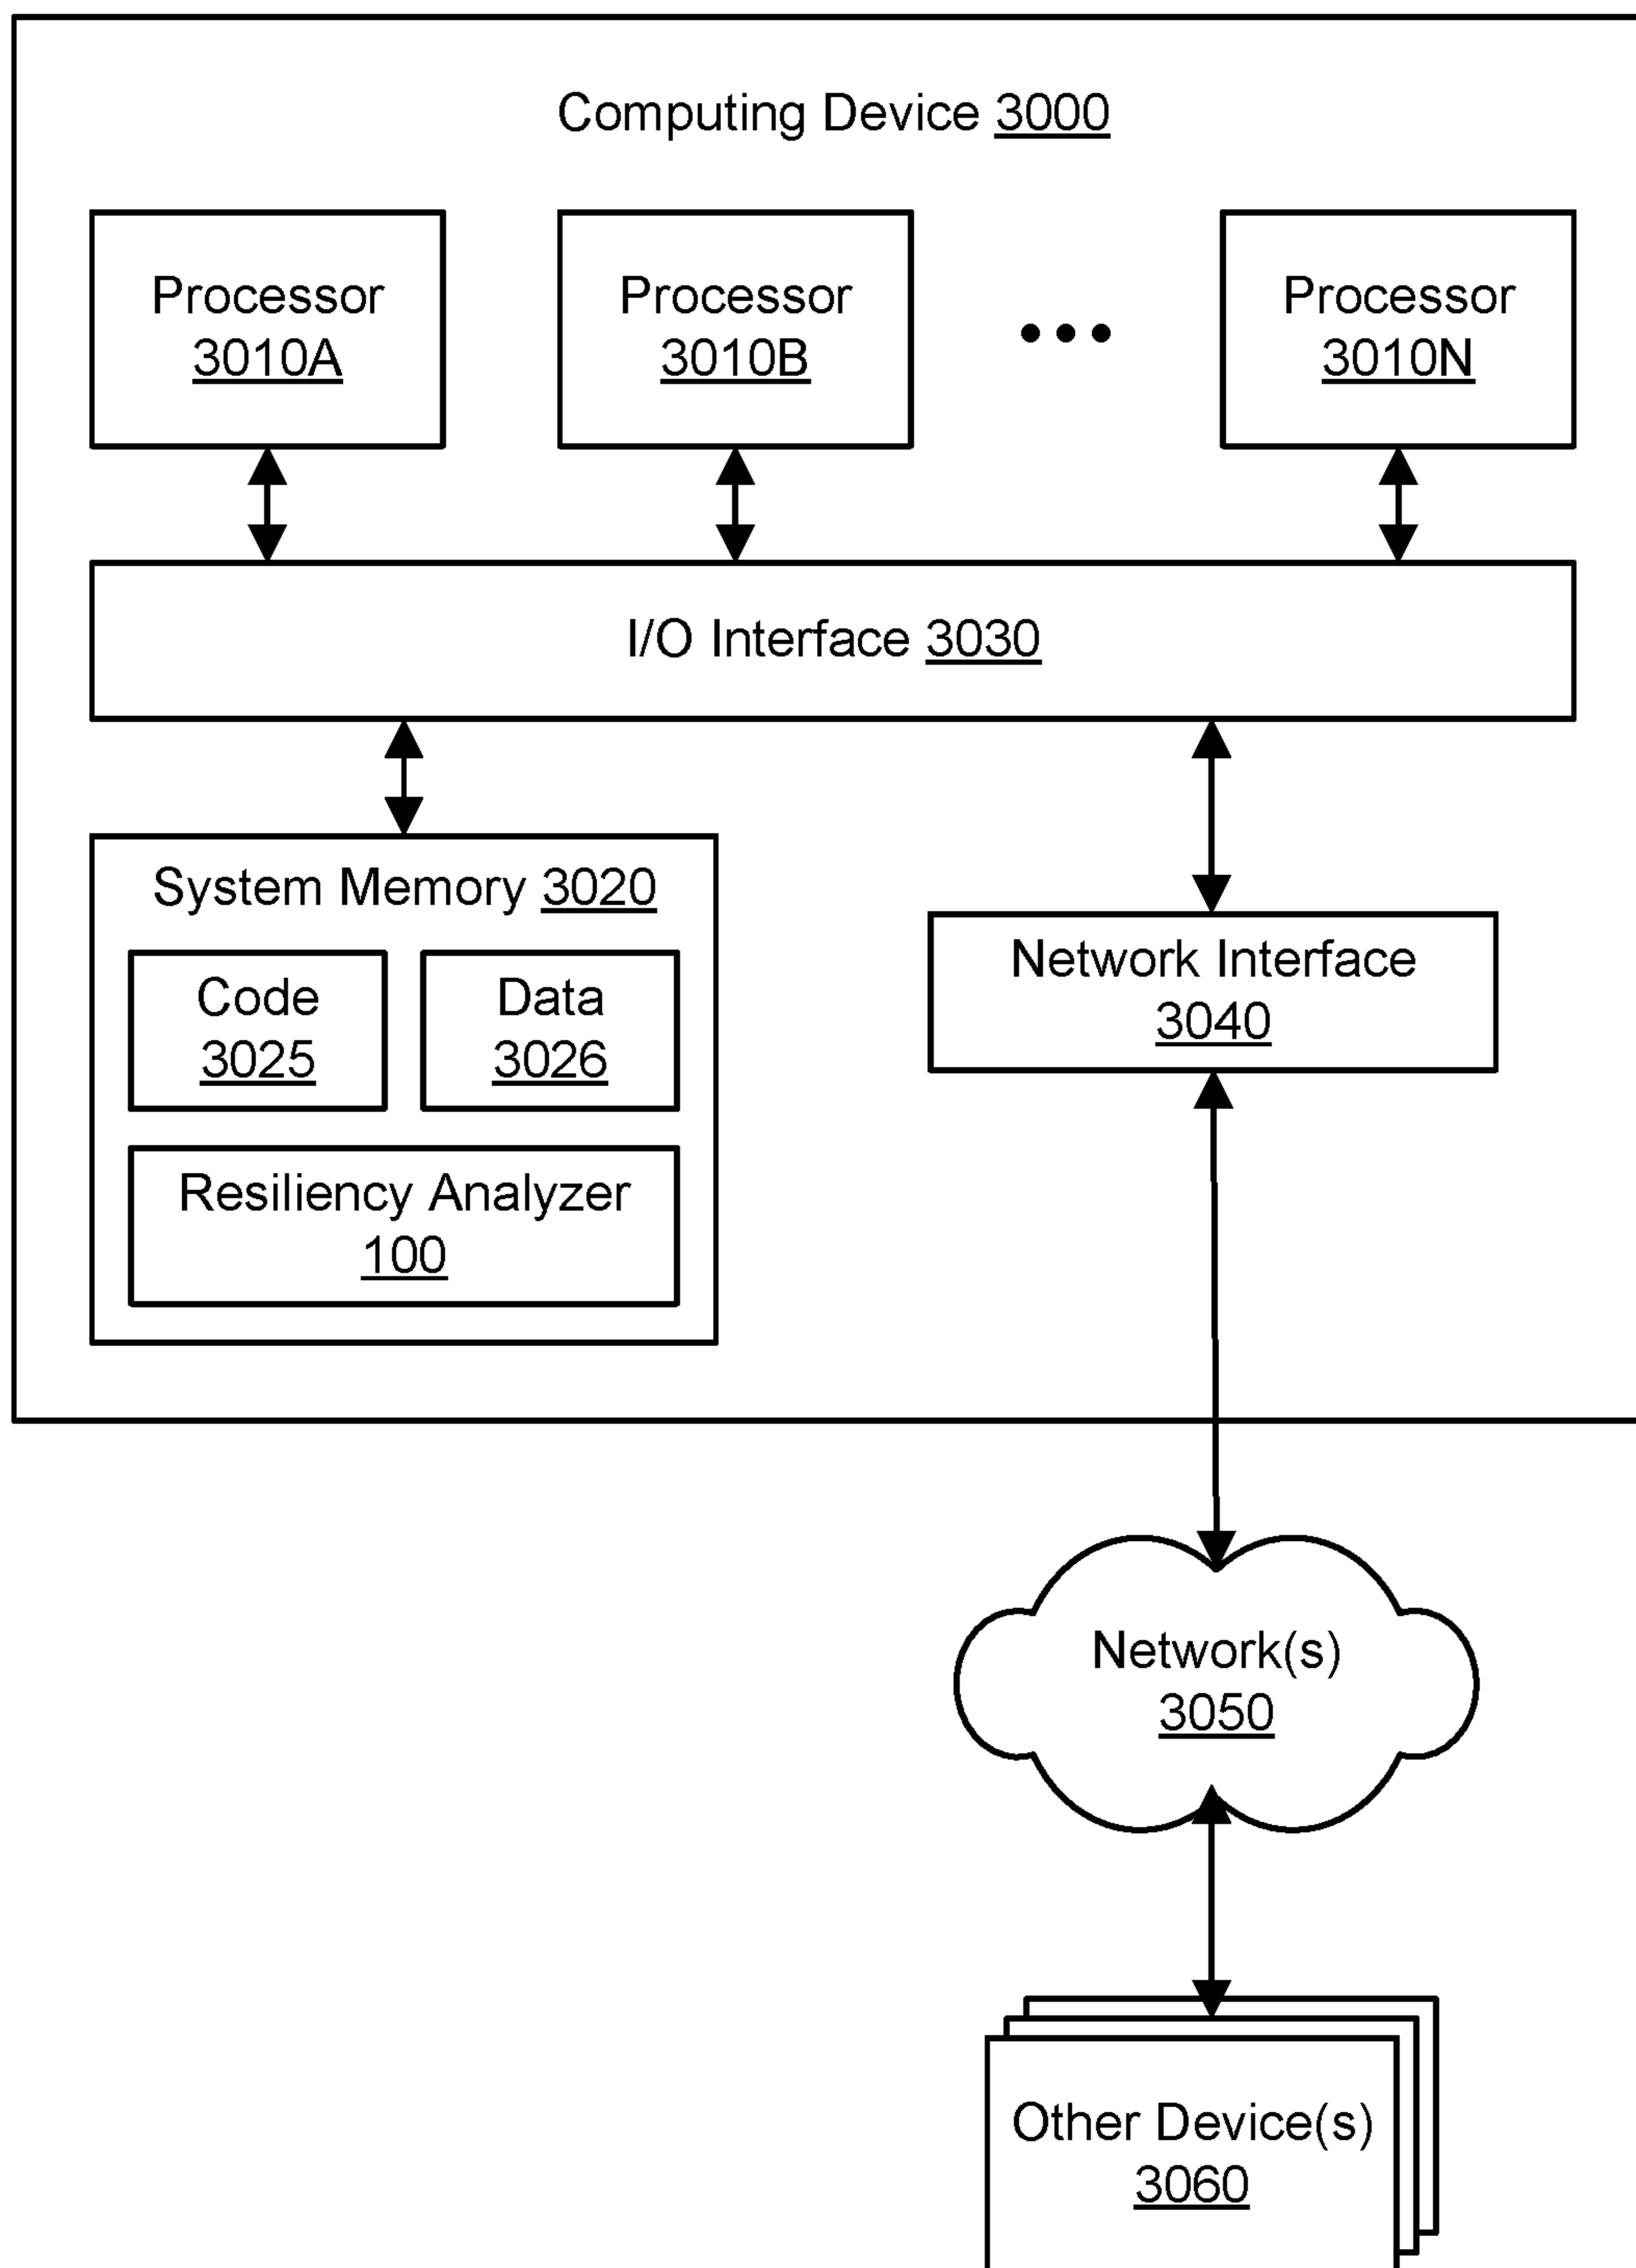 Computing Device 3000
Processor
3010A
Processor
3010B
Processor
3010N
I/O Interface 3030
System Memory 3020
Code
3025
Data
3026
Resiliency Analyzer
100
Network Interface
3040
Network(s)
3050
Other Device(s)
3060